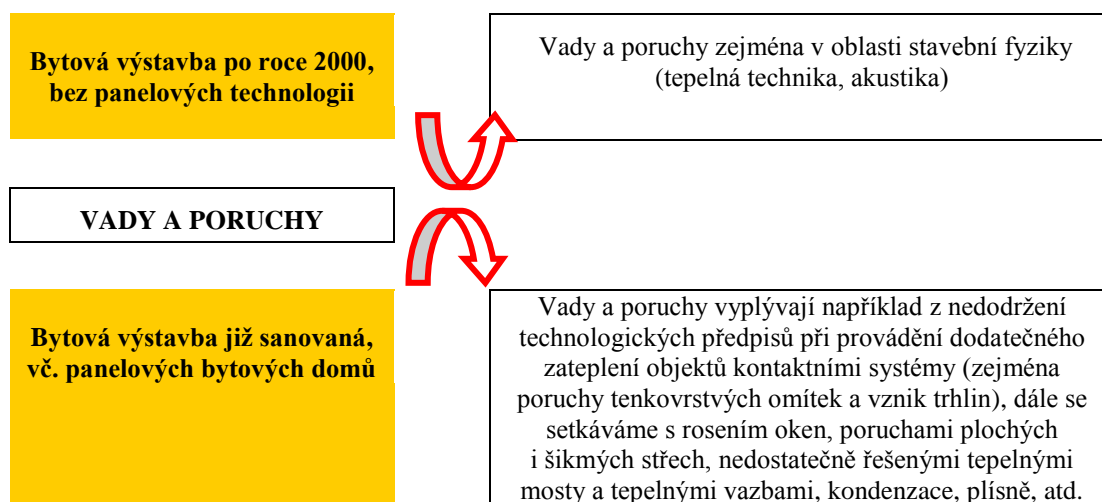 Bytová výstavba po roce 2000,
bez panelových technologii
Vady a poruchy zejména v oblasti stavební fyziky
(tepelná technika, akustika)
VADY A PORUCHY
Bytová výstavba již sanovaná,
vč. panelových bytových domů
Vady a poruchy vyplývají například z nedodržení
technologických předpisů při provádění dodatečného
zateplení objektů kontaktními systémy (zejména
poruchy tenkovrstvých omítek a vznik trhlin), dále se
setkáváme s rosením oken, poruchami plochých
i šikmých střech, nedostatečně řešenými tepelnými
mosty a tepelnými vazbami, kondenzace, plísně, atd.